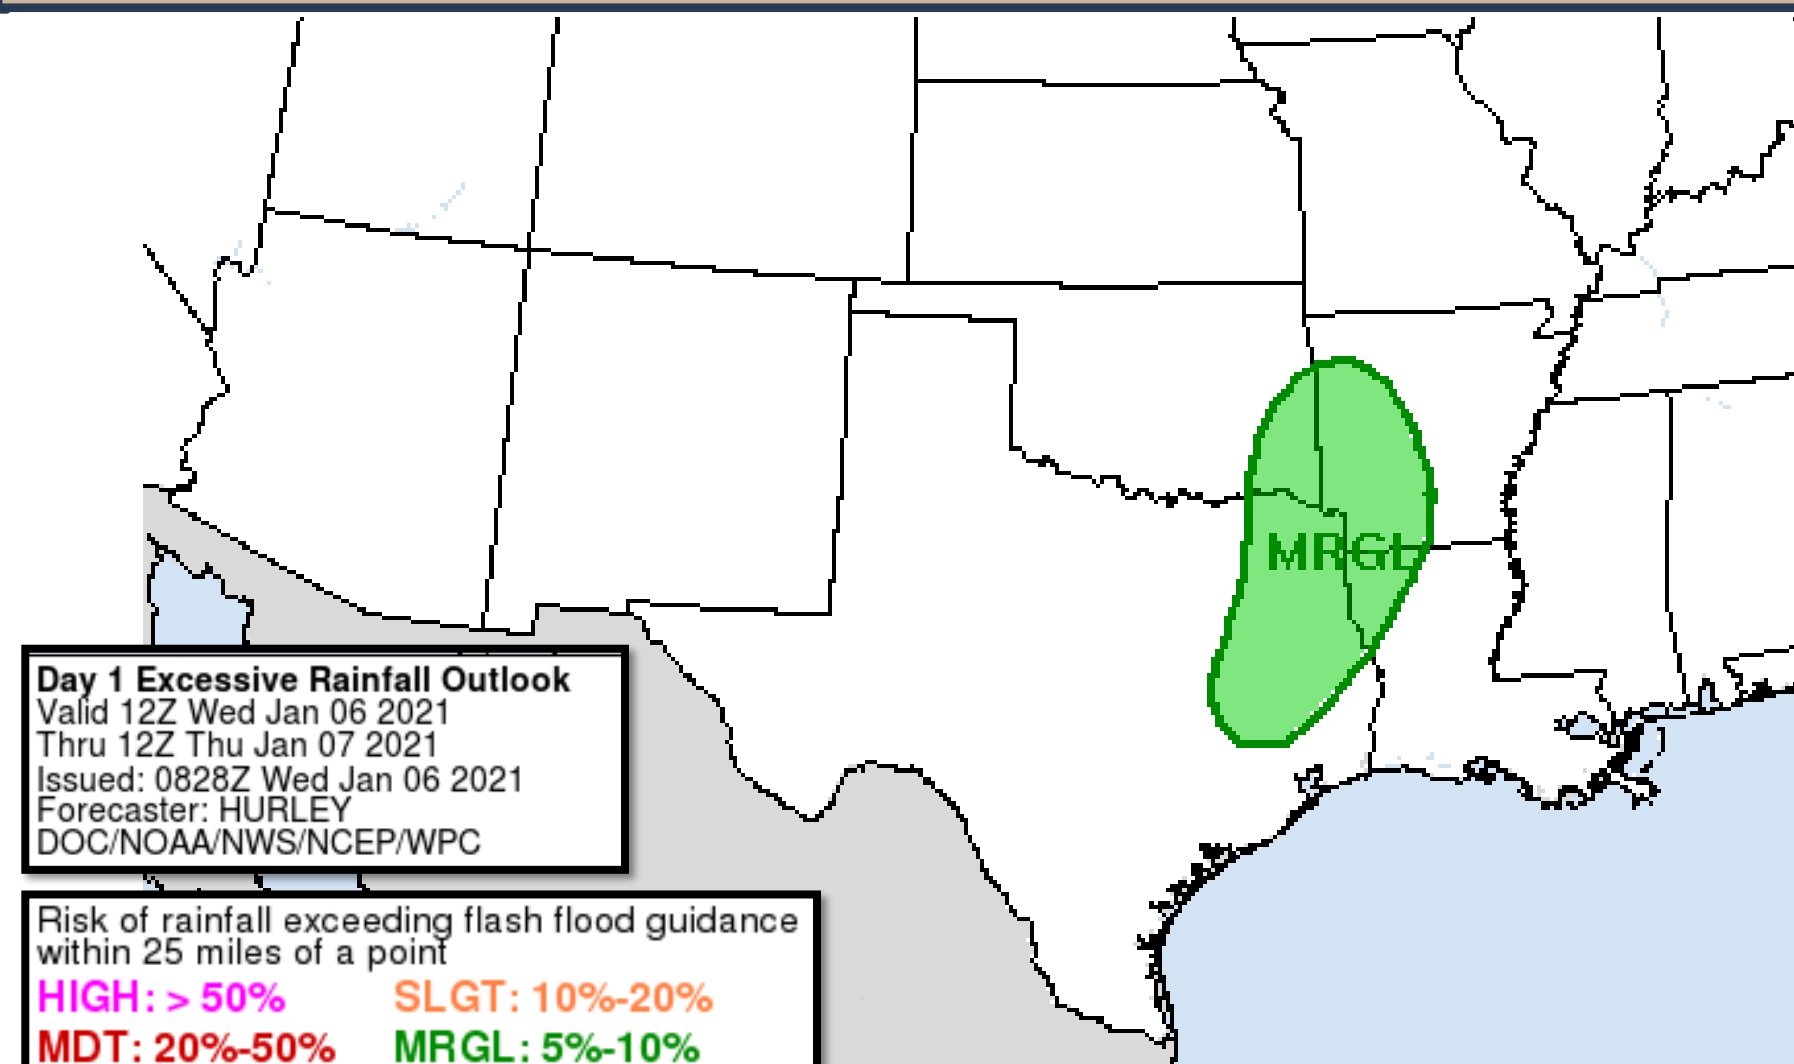 MRGL
Day 1 Excessive Rainfall Outlook
Valid 12Z Wed Jan 06 2021
Thru 12Z Thu Jan 07 2021
Issued: 0828Z Wed Jan 06 2021
Forecaster: HURLEY
DOC/NOAA/NWS/NCEP/WPC
Risk of rainfall exceeding flash flood guidance
within 25 miles of a point
HIGH: > 50% SLGT: 10%-20%
MDT: 20%-50% MRGL: 5%-10%